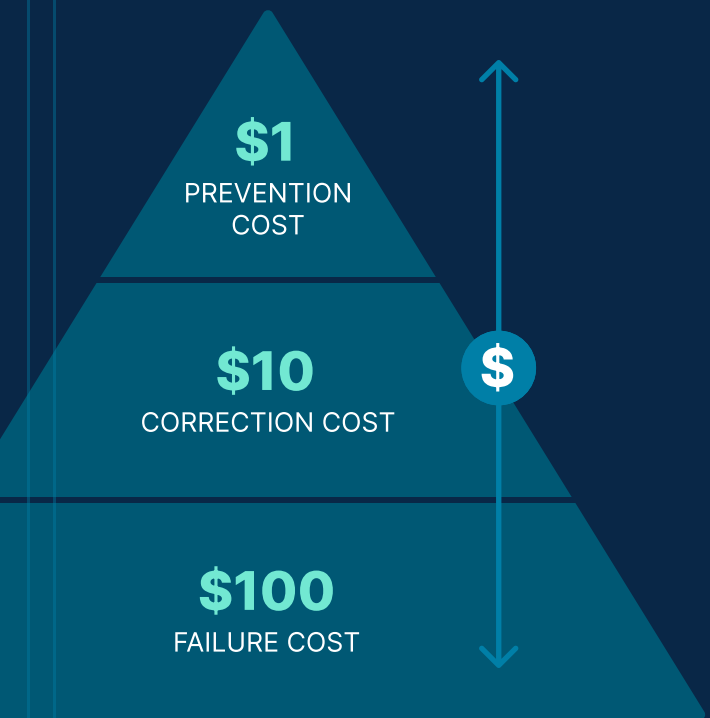 $1
PREVENTION
COST
$10
CORRECTION COST
$
$100
FAILURE COST